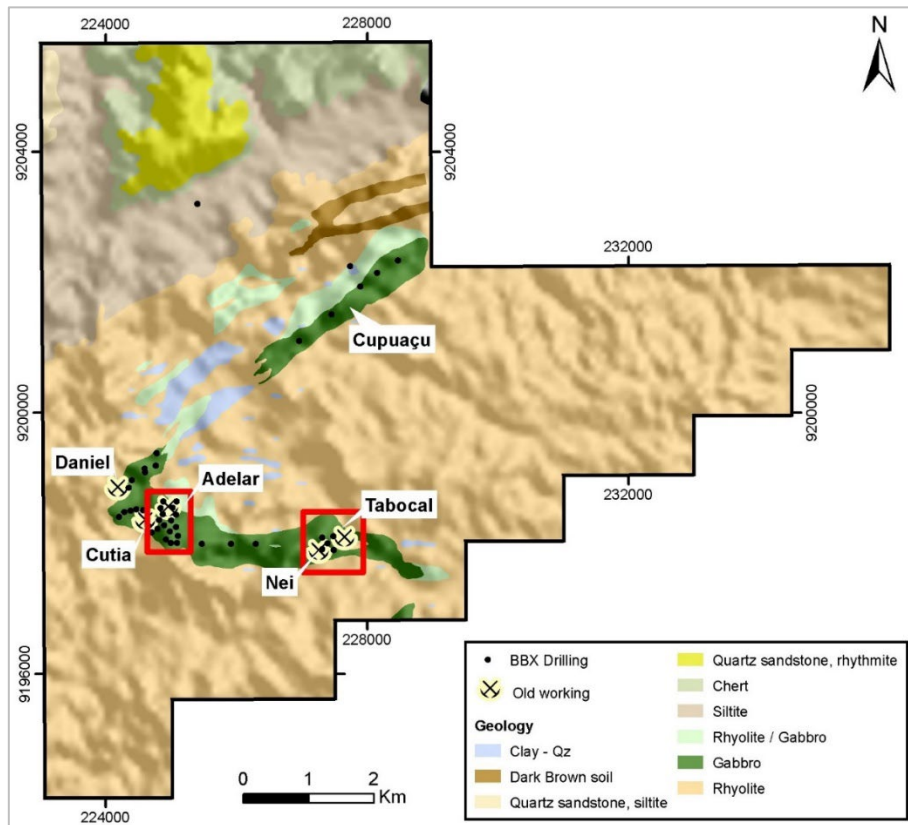 224000
228000
N
9204000
9204000
232000
Cupuaçu
9200000
9200000
Daniel
Adelar
232000
Tabocal
Cutia
Nei
228000
9196000
BBX Drilling
Old working
Geology
Clay - Qz
Dark Brown soil
Quartz sandstone, siltite
Quartz sandstone, rhythmite
Chert
Siltite
Rhyolite / Gabbro
Gabbro
Rhyolite
0 1 2
Km
224000